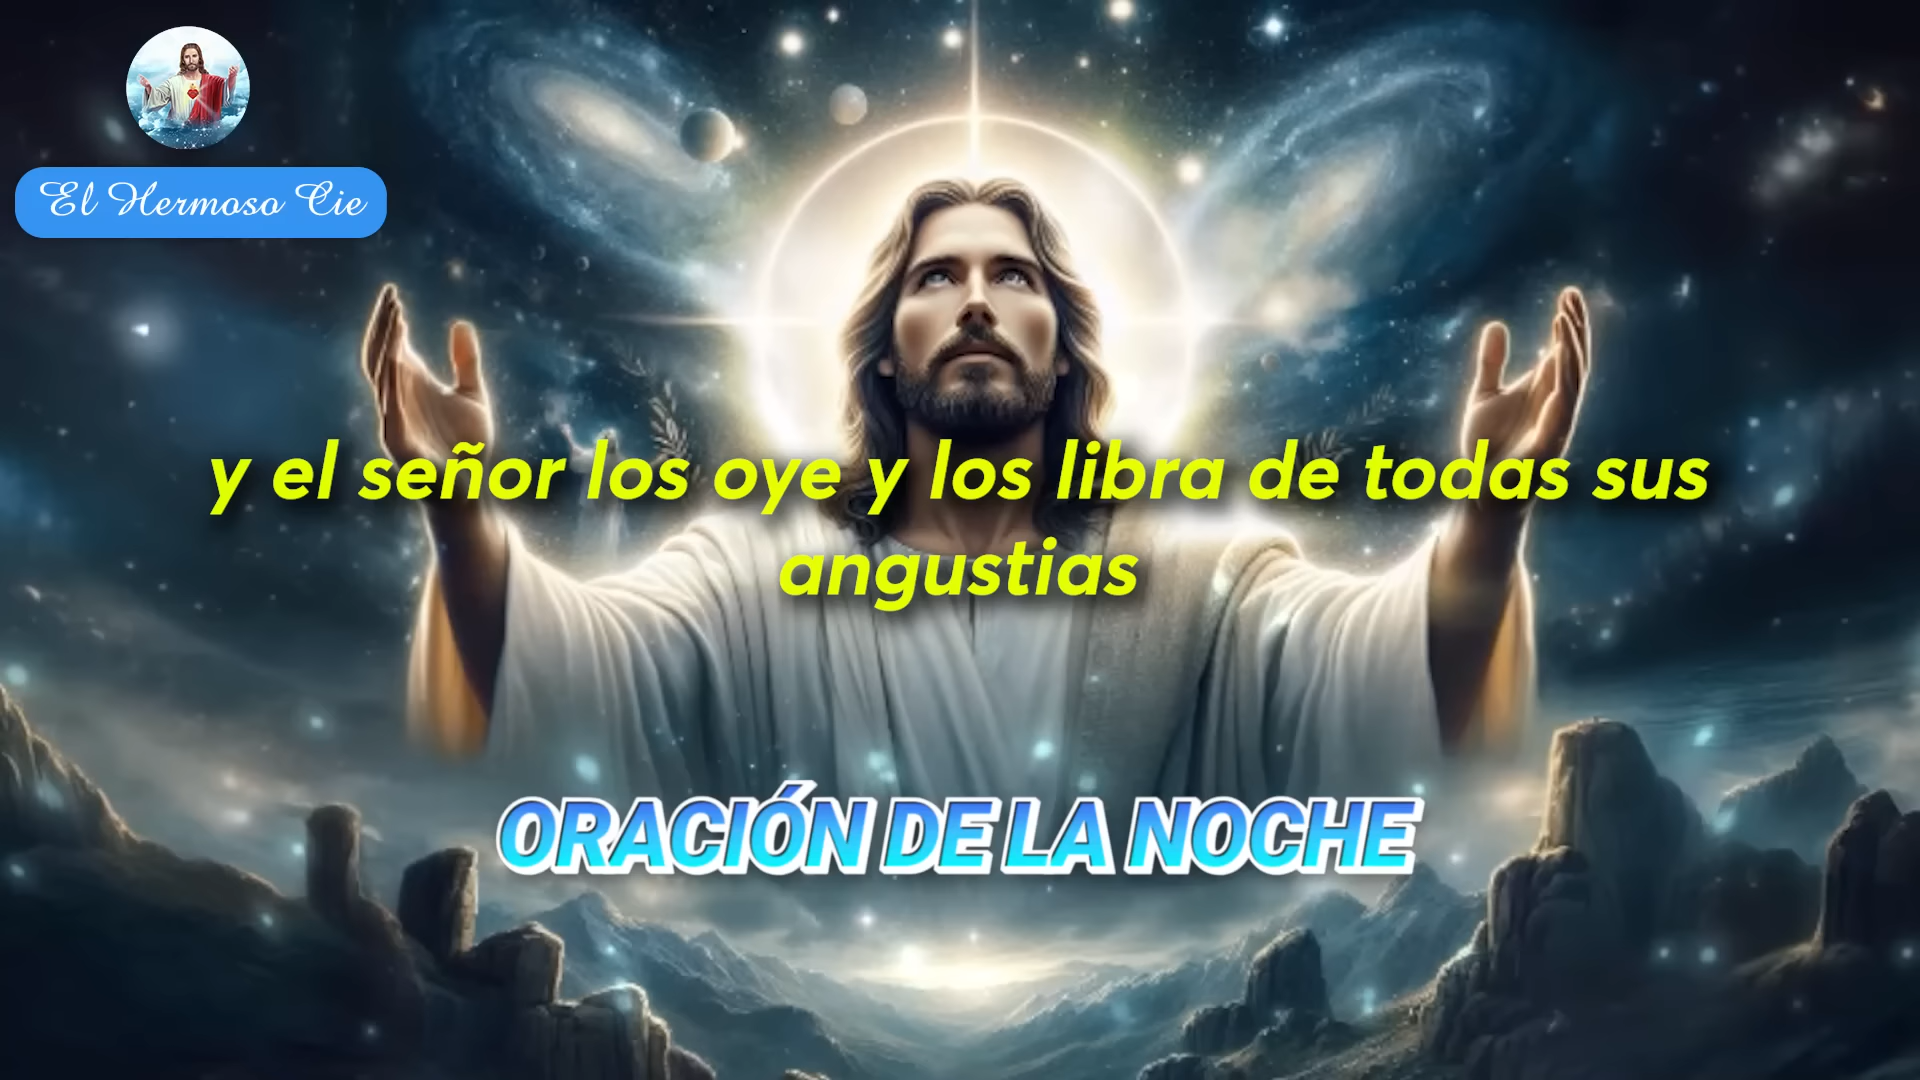 El Hermoso Cie
y el señor los oye y los libra de todas sus
angustias
ORACIÓN DE LA NOCHE